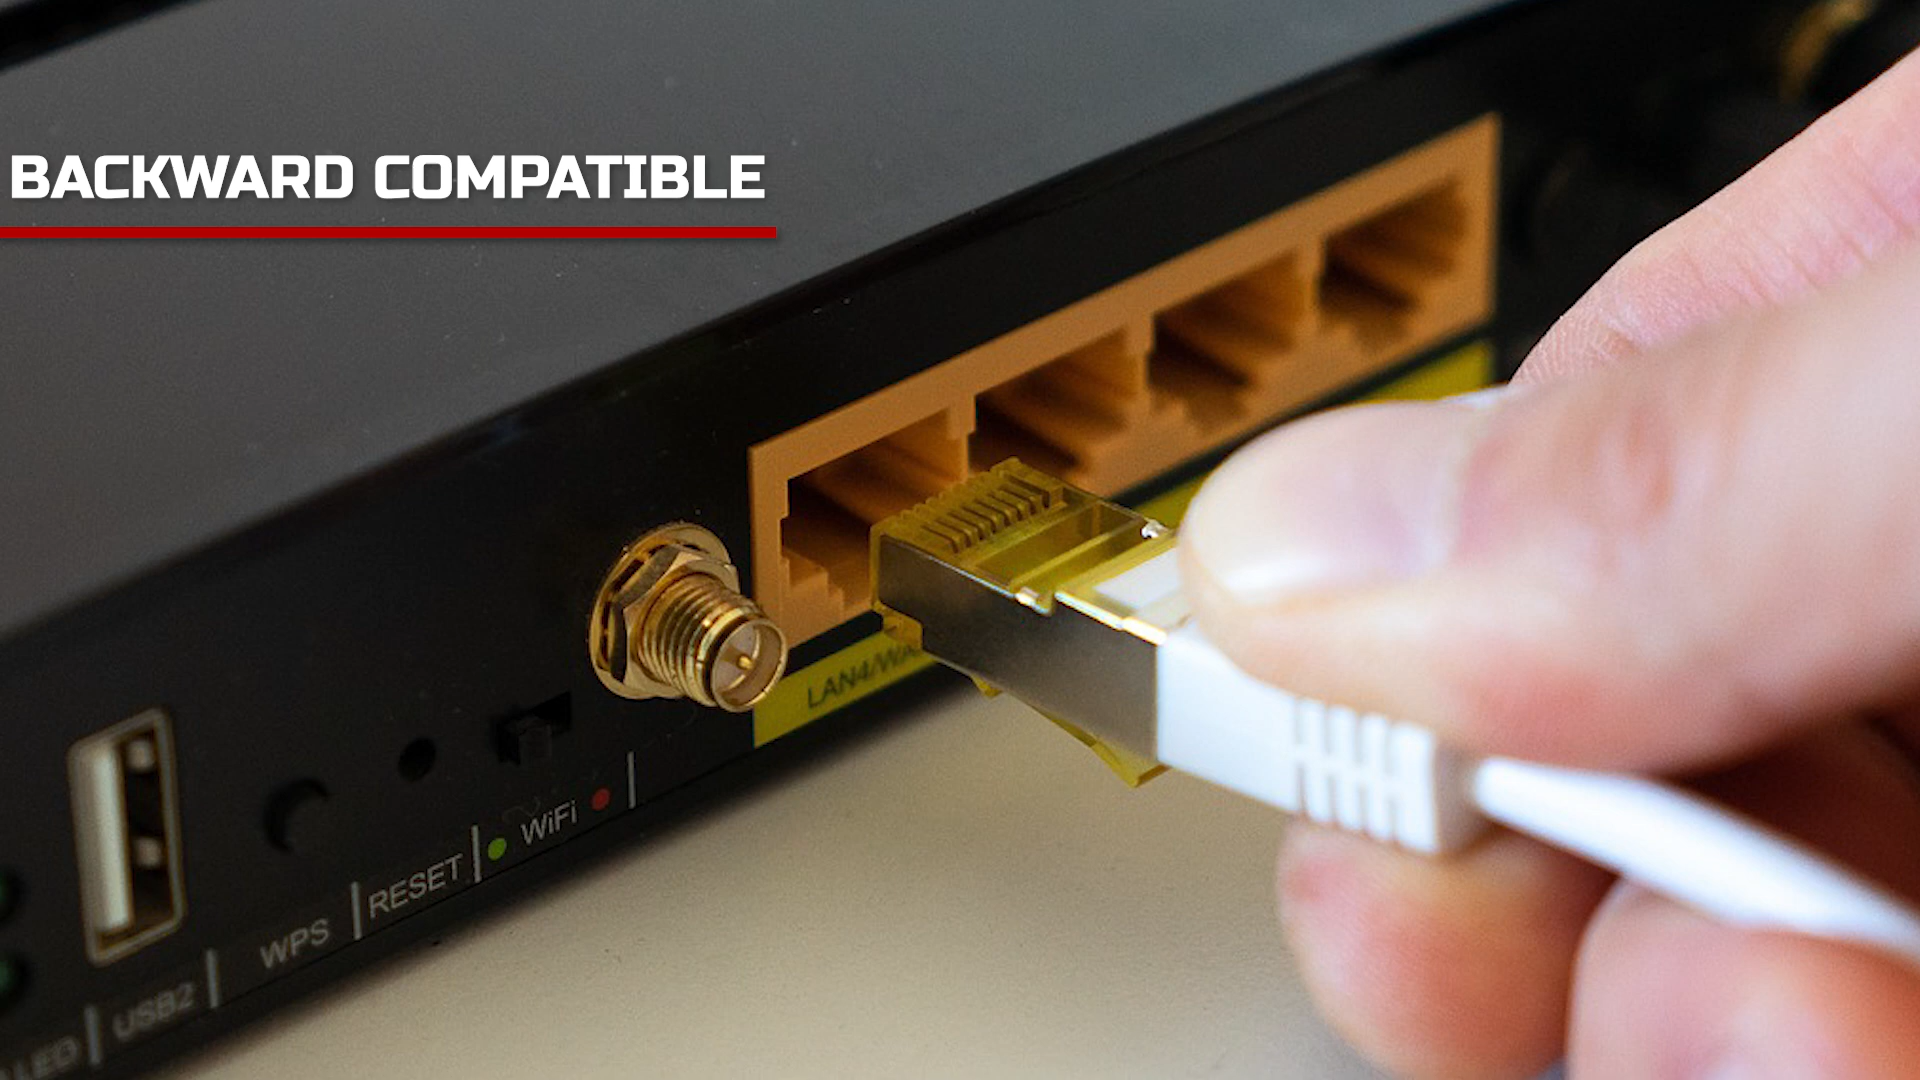 BACKWARD COMPATIBLE
LAN4/WA
WiFi
RESET
WPS
USB2
LED